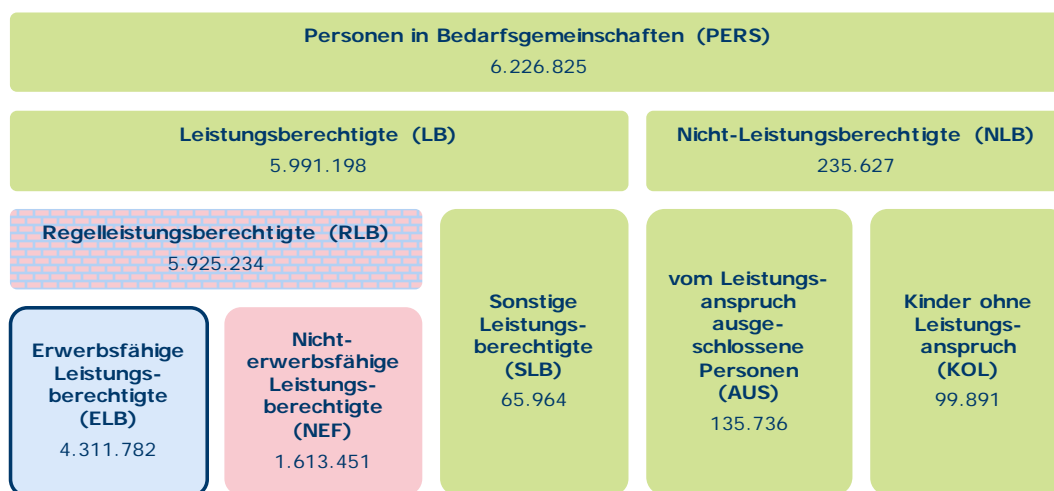 Personen in Bedarfsgemeinschaften (PERS)
6.226.825
Leistungsberechtigte (LB)
5.991.198
Nicht-Leistungsberechtigte (NLB)
235.627
Regelleistungsberechtigte (RLB)
5.925.234
Erwerbsfähige
Leistungs-
berechtigte
(ELB)
4.311.782
Nicht-
erwerbsfähige
Leistungs-
berechtigte
(NEF)
1.613.451
Sonstige
Leistungs-
berechtigte
(SLB)
65.964
vom Leistungs-
anspruch
ausge-
schlossene
Personen
(AUS)
135.736
Kinder ohne
Leistungs-
anspruch
(KOL)
99.891